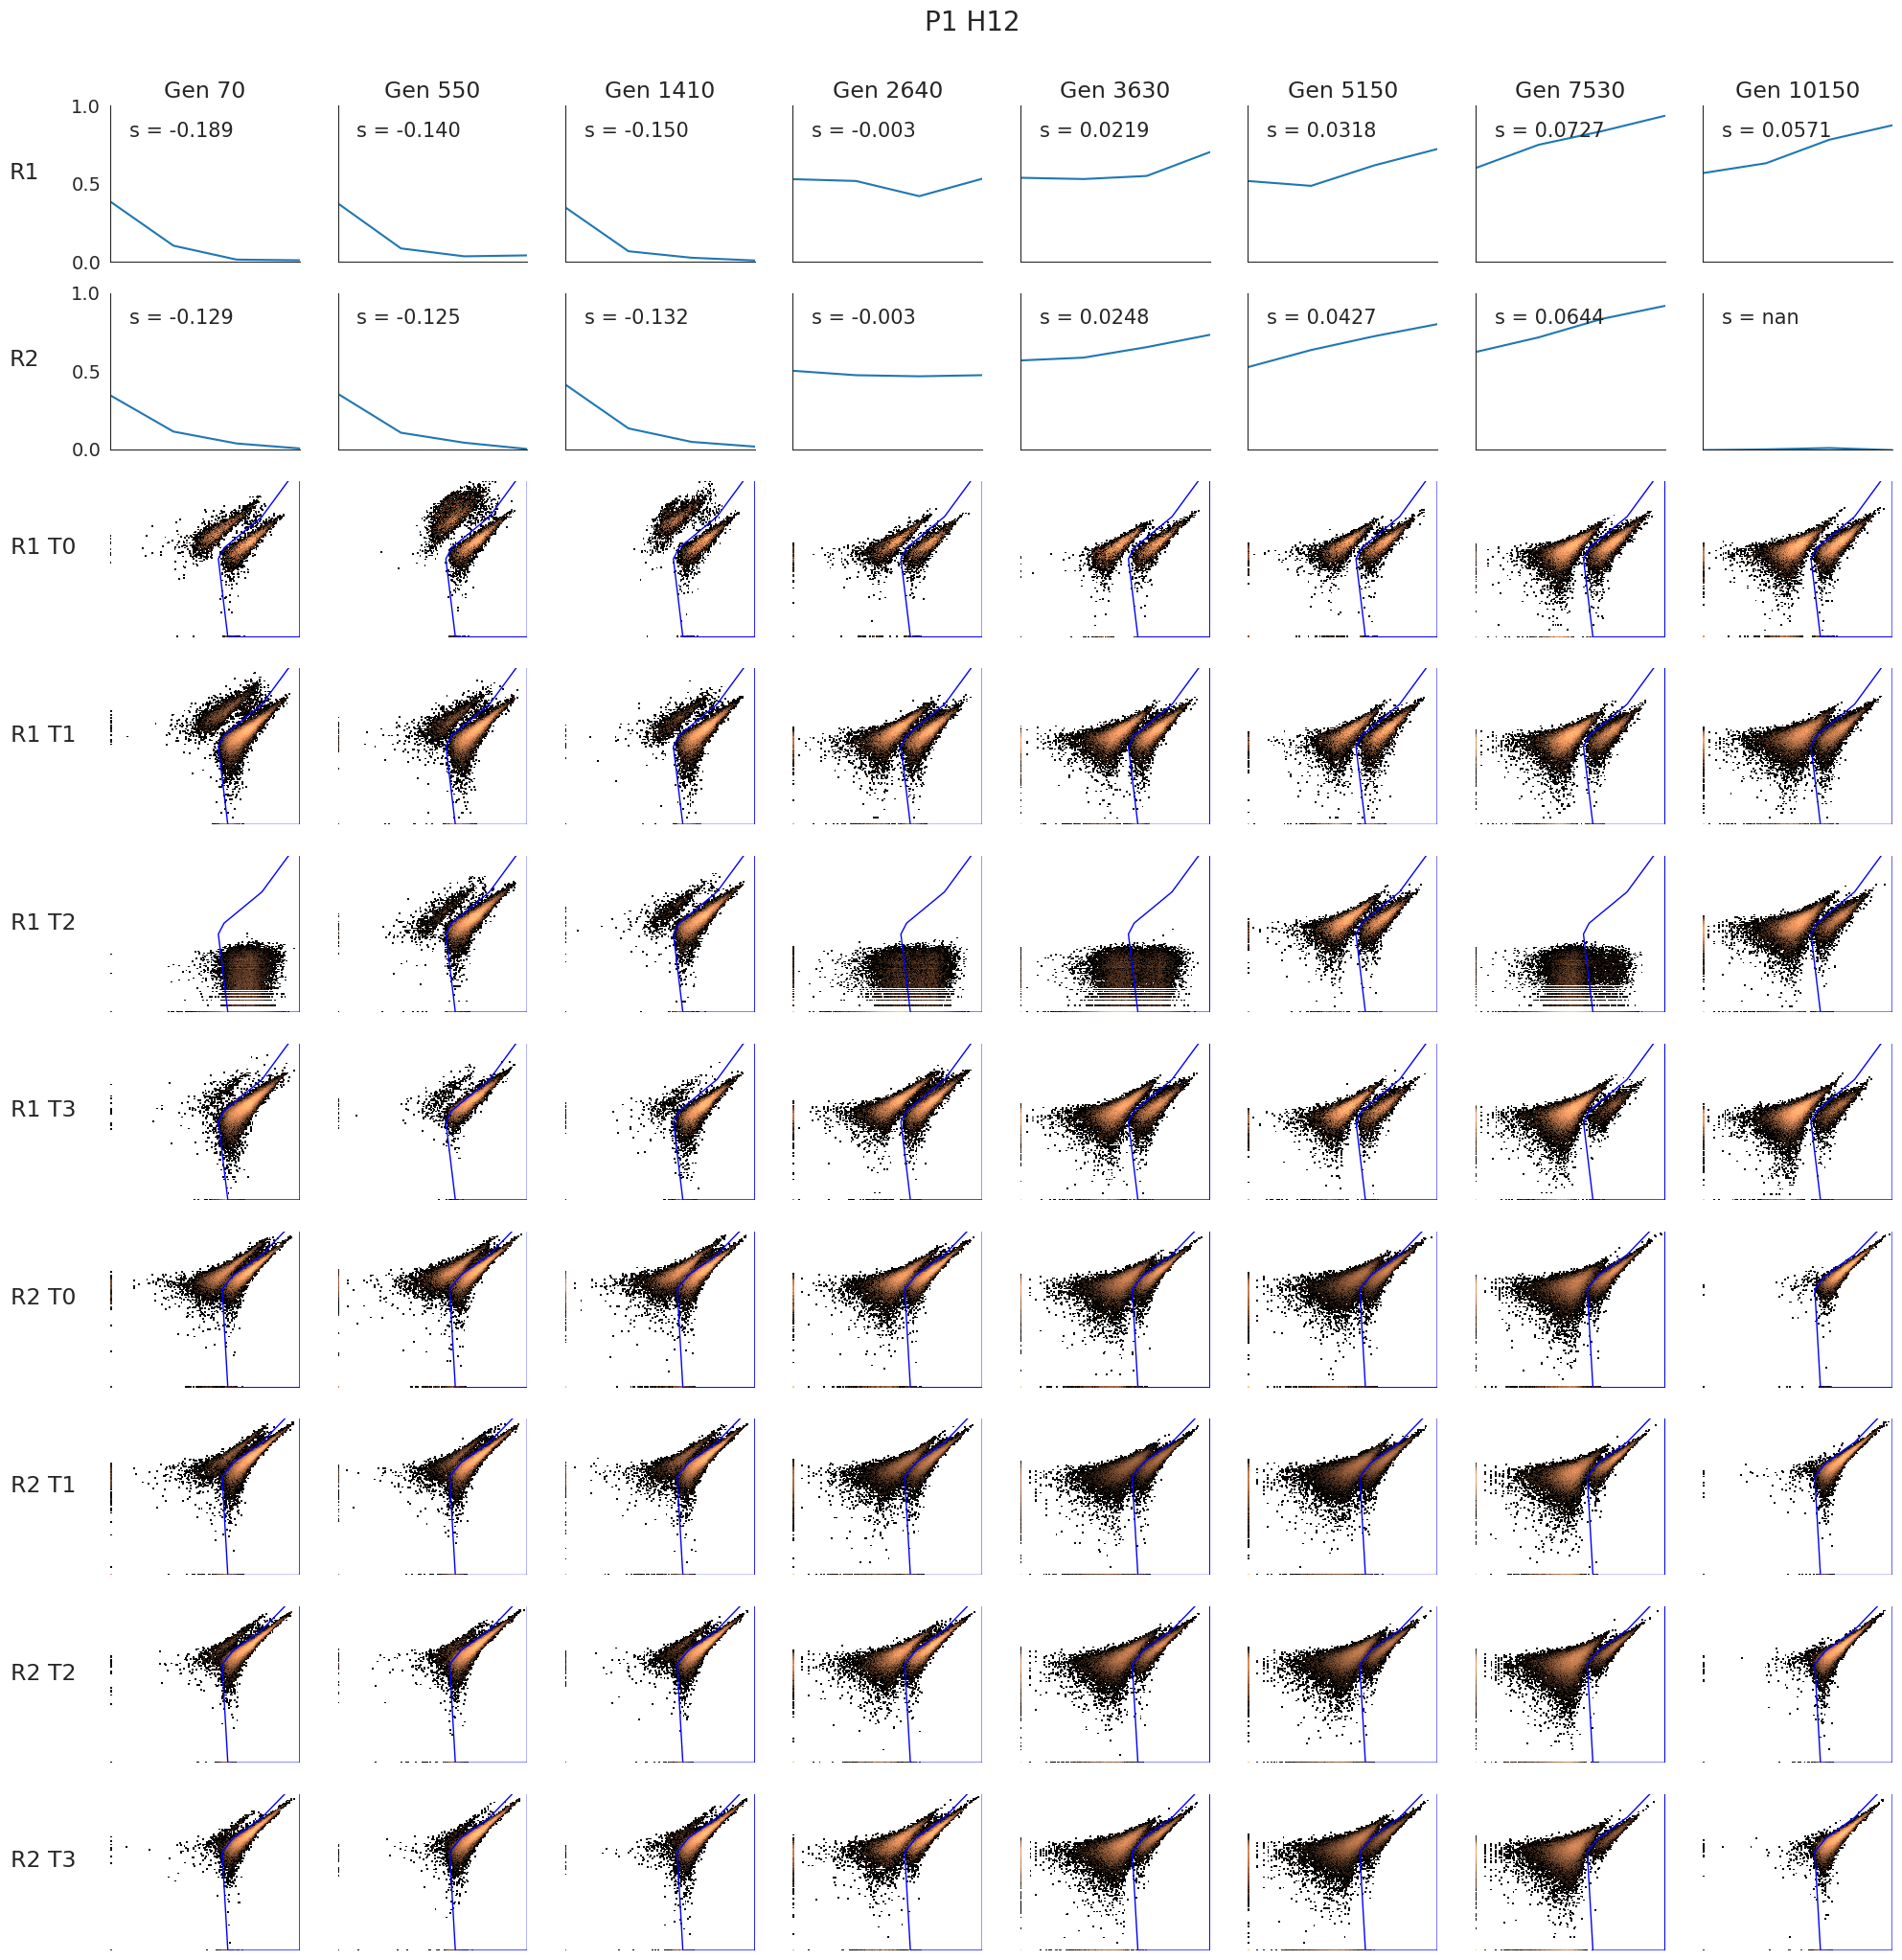 P1 H12
Gen 70 Gen 550 Gen 1410 Gen 2640 Gen 3630 Gen 5150 Gen 7530 Gen 10150
1.0
s = -0.189 s = -0.140 s = -0.150 s = -0.003 s = 0.0219 s = 0.0318 s = 0.0727 s = 0.0571
R1
0.5
0.0
1.0
s = -0.129 s = -0.125 s = -0.132 s = -0.003 s = 0.0248 s = 0.0427 s = 0.0644 s = nan
R2
0.5
0.0
R1 T0
R1 T1
R1 T2
R1 T3
R2 T0
R2 T1
R2 T2
R2 T3